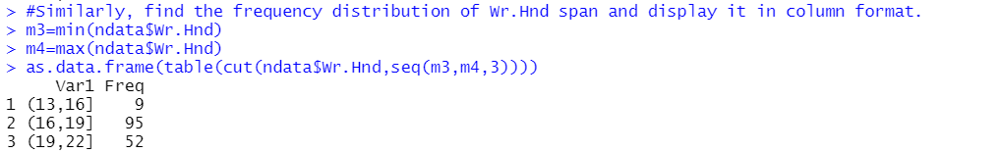 > #Similarly, find the frequency distribution of Wr.Hnd span and display it in column format.
> m3=min(ndata$Wr.Hnd)
> m4=max(ndata$Wr.Hnd)
> as.data.frame(table(cut(ndata$Wr.Hnd,seq(m3,m4,3))))
     Var1 Freq
1 (13,16]    9
2 (16,19]   95
3 (19,22]   52